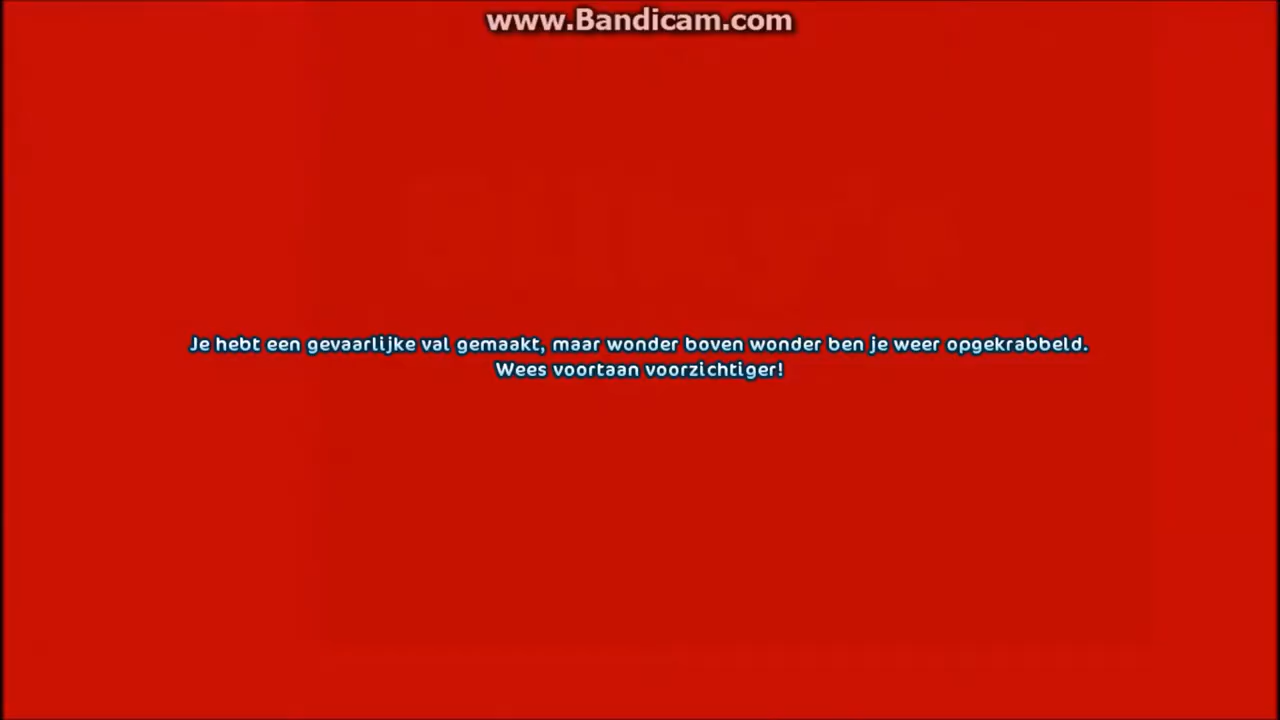 www.Bandicam.com
Je hebt een gevaarlijke val gemaakt, maar wonder boven wonder ben je weer opgekrabbeld.
Wees voortaan voorzichtiger!